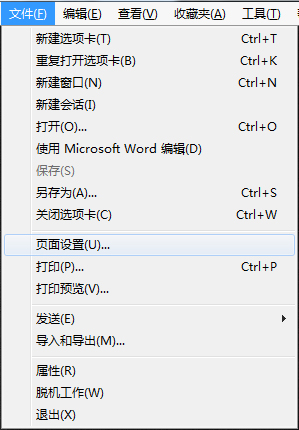 文件(F) 编辑(E) 查看(V) 收藏夹(A) 工具(T)
新建选项卡(T) Ctrl+T
重复打开选项卡(B) Ctrl+K
新建窗口(N) Ctrl+N
新建会话(I)
打开(O)... Ctrl+O
使用 Microsoft Word 编辑(D)
保存(S)
另存为(A)... Ctrl+S
关闭选项卡(C) Ctrl+W
页面设置(U)...
打印(P)... Ctrl+P
打印预览(V)...
发送(E)
导入和导出(M)...
属性(R)
脱机工作(W)
退出(X)